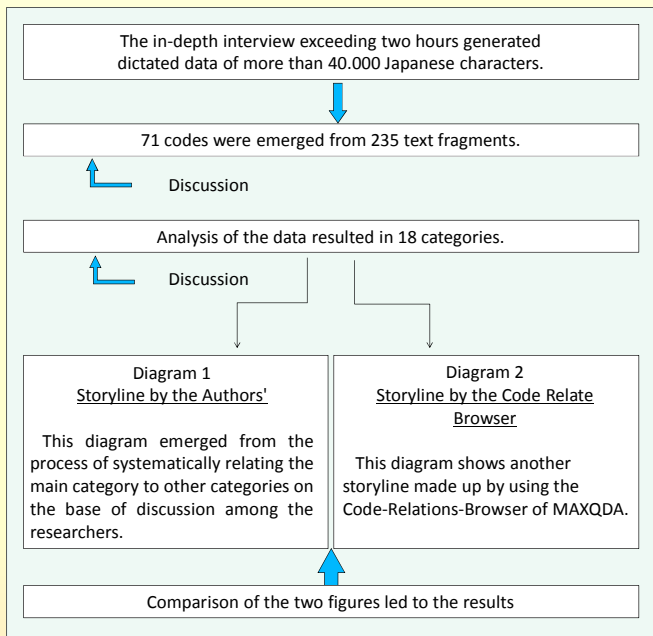 The in-depth interview exceeding two hours generated
dictated data of more than 40.000 Japanese characters.
71 codes were emerged from 235 text fragments.
Discussion
Analysis of the data resulted in 18 categories.
Discussion
Diagram 1
Storyline by the Authors'
This diagram emerged from the
process of systematically relating the
main category to other categories on
the base of discussion among the
researchers.
Diagram 2
Storyline by the Code Relate
Browser
This diagram shows another
storyline made up by using the
Code-Relations-Browser of MAXQDA.
Comparison of the two figures led to the results